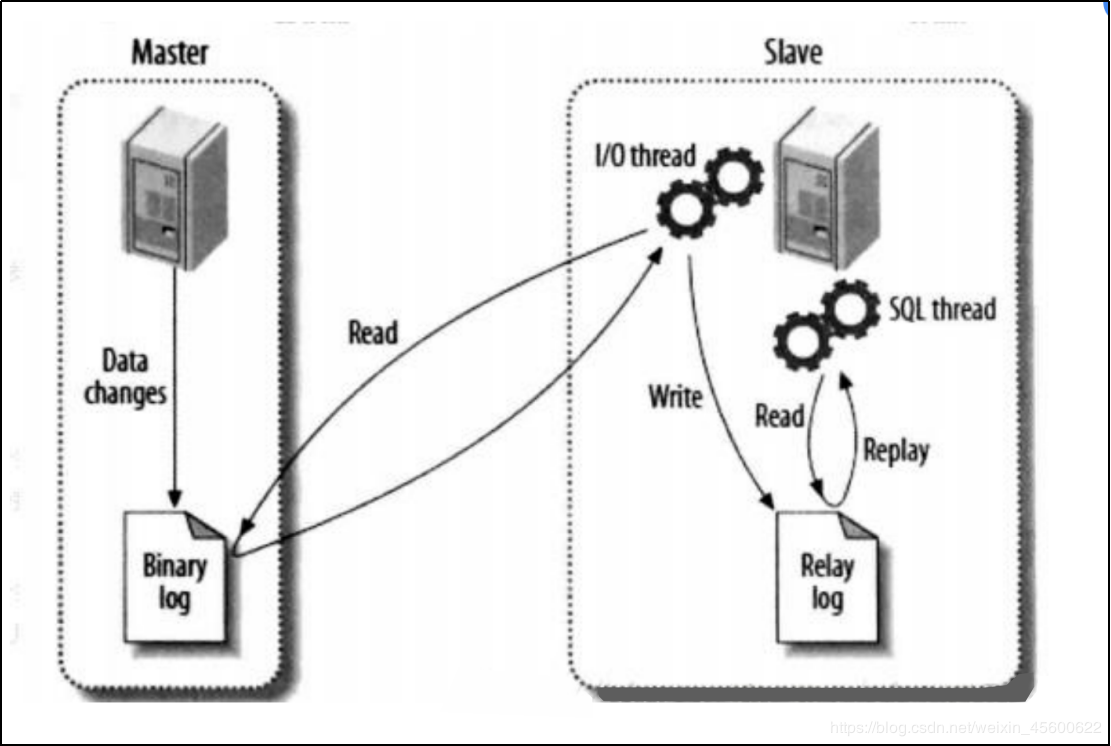 Master
Slave
I/O thread
SQL thread
Read
Data
changes
Write
Read
Replay
Binary
log
Relay
log
https://blog.csdn.net/weixin_45600622